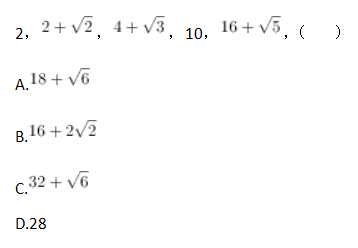 2，2+√2，4+√3，10，16+√5，（　　）
A.18+√6
B.16+2√2
C.32+√6
D.28